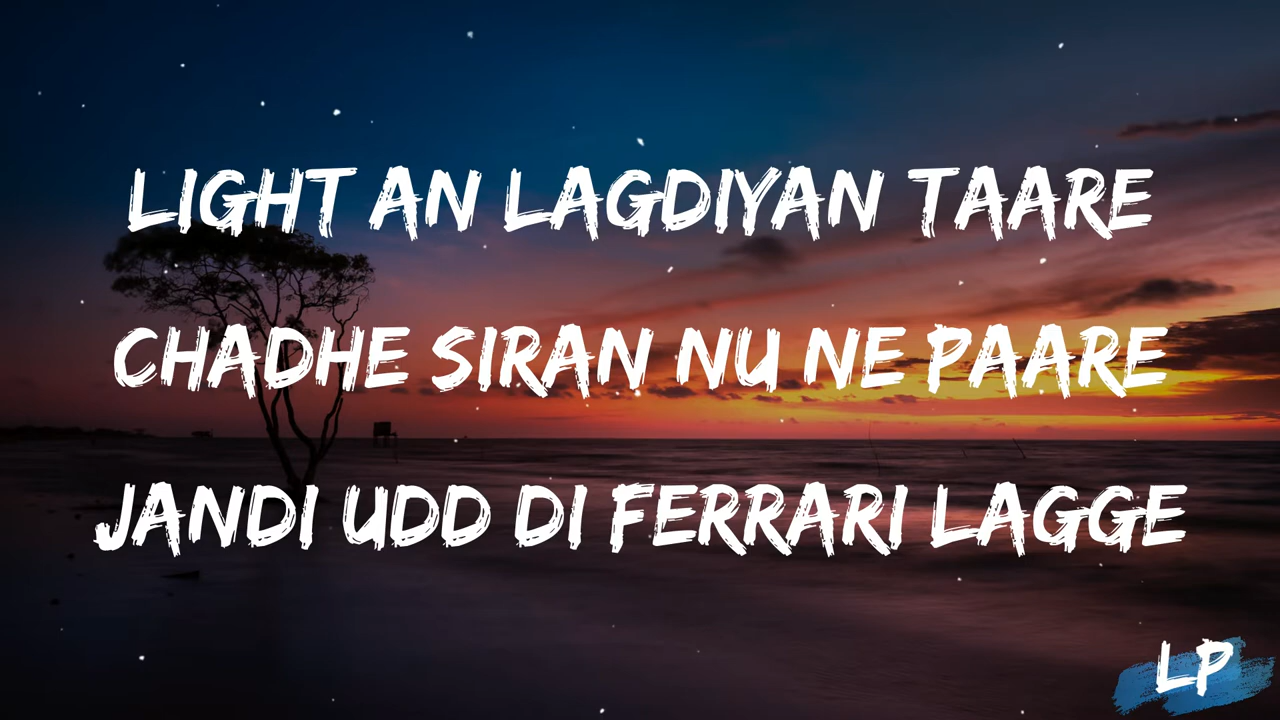 LIGHT AN LAGDIYAN TAARE
CHADHE SIRAN NU NE PAARE
JANDI UDD DI FERRARI LAGGE
LP